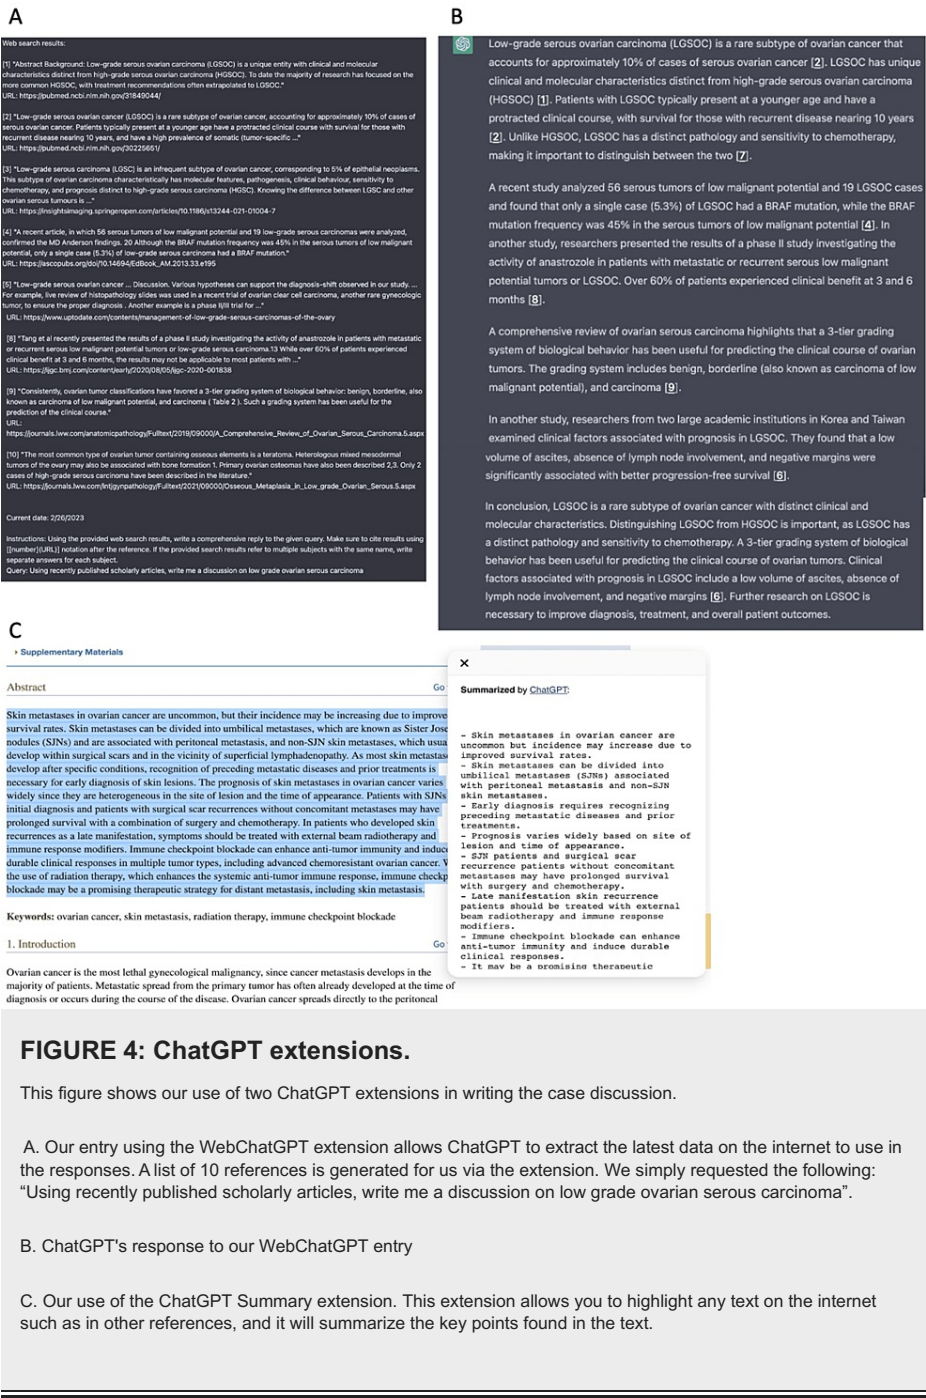 A
Web search results:
[1] "Abstract Background: Low-grade serous ovarian carcinoma (LGSOC) is a unique entity with clinical and molecular
characteristics distinct from high-grade serous ovarian carcinoma (HGSOC). To date the majority of research has focused on the
more common HGSOC, with treatment recommendations often extrapolated to LGSOC."
URL: https://pubmed.ncbi.nlm.nih.gov/31849044/
[2] "Low-grade serous ovarian cancer (LGSOC) is a rare subtype of ovarian cancer, accounting for approximately 10% of cases of
serous ovarian cancer. Patients typically present at a younger age have a protracted clinical course with survival for those with
recurrent disease nearing 10 years, and have a high prevalence of somatic (tumor-specific ..."
URL: https://pubmed.ncbi.nlm.nih.gov/30225651/
[3] "Low-grade serous carcinoma (LGSC) is an infrequent subtype of ovarian cancer, corresponding to 5% of epithelial neoplasms.
This subtype of ovarian carcinoma characteristically has molecular features, pathogenesis, clinical behaviour, sensitivity to
chemotherapy, and prognosis distinct to high-grade serous carcinoma (HGSC). Knowing the difference between LGSC and other
ovarian serous tumours is ..."
URL: https://insightsimaging.springeropen.com/articles/10.1186/s13244-021-01004-7
[4] "A recent article, in which 56 serous tumors of low malignant potential and 19 low-grade serous carcinomas were analyzed,
confirmed the MD Anderson findings. 20 Although the BRAF mutation frequency was 45% in the serous tumors of low malignant
potential, only a single case (5.3%) of low-grade serous carcinoma had a BRAF mutation."
URL: https://ascopubs.org/doi/10.14694/EdBook_AM.2013.33.e195
[5] "Low-grade serous ovarian cancer ... Discussion. Various hypotheses can support the diagnosis-shift observed in our study. ...
For example, live review of histopathology slides was used in a recent trial of ovarian clear cell carcinoma, another rare gynecologic
tumor, to ensure the proper diagnosis . Another example is a phase II/III trial for ..."
URL: https://www.uptodate.com/contents/management-of-low-grade-serous-carcinomas-of-the-ovary
[8] "Tang et al recently presented the results of a phase II study investigating the activity of anastrozole in patients with metastatic
or recurrent serous low malignant potential tumors or low-grade serous carcinoma.13 While over 60% of patients experienced
clinical benefit at 3 and 6 months, the results may not be applicable to most patients with ..."
URL: https://ijgc.bmj.com/content/early/2020/08/05/ijgc-2020-001838
[9] "Consistently, ovarian tumor classifications have favored a 3-tier grading system of biological behavior: benign, borderline, also
known as carcinoma of low malignant potential, and carcinoma ( Table 2 ). Such a grading system has been useful for the
prediction of the clinical course."
URL:
https://journals.lww.com/anatomicpathology/Fulltext/2019/09000/A_Comprehensive_Review_of_Ovarian_Serous_Carcinoma.5.aspx
[10] "The most common type of ovarian tumor containing osseous elements is a teratoma. Heterologous mixed mesodermal
tumors of the ovary may also be associated with bone formation 1. Primary ovarian osteomas have also been described 2,3. Only 2
cases of high-grade serous carcinoma have been described in the literature."
URL: https://journals.lww.com/intjgynpathology/Fulltext/2021/09000/Osseous_Metaplasia_in_Low_grade_Ovarian_Serous.5.aspx
Current date: 2/26/2023
Instructions: Using the provided web search results, write a comprehensive reply to the given query. Make sure to cite results using
[[number](URL)] notation after the reference. If the provided search results refer to multiple subjects with the same name, write
separate answers for each subject.
Query: Using recently published scholarly articles, write me a discussion on low grade ovarian serous carcinoma
B
Low-grade serous ovarian carcinoma (LGSOC) is a rare subtype of ovarian cancer that
accounts for approximately 10% of cases of serous ovarian cancer [2]. LGSOC has unique
clinical and molecular characteristics distinct from high-grade serous ovarian carcinoma
(HGSOC) [1]. Patients with LGSOC typically present at a younger age and have a
protracted clinical course, with survival for those with recurrent disease nearing 10 years
[2]. Unlike HGSOC, LGSOC has a distinct pathology and sensitivity to chemotherapy,
making it important to distinguish between the two [7].
A recent study analyzed 56 serous tumors of low malignant potential and 19 LGSOC cases
and found that only a single case (5.3%) of LGSOC had a BRAF mutation, while the BRAF
mutation frequency was 45% in the serous tumors of low malignant potential [4]. In
another study, researchers presented the results of a phase II study investigating the
activity of anastrozole in patients with metastatic or recurrent serous low malignant
potential tumors or LGSOC. Over 60% of patients experienced clinical benefit at 3 and 6
months [8].
A comprehensive review of ovarian serous carcinoma highlights that a 3-tier grading
system of biological behavior has been useful for predicting the clinical course of ovarian
tumors. The grading system includes benign, borderline (also known as carcinoma of low
malignant potential), and carcinoma [9].
In another study, researchers from two large academic institutions in Korea and Taiwan
examined clinical factors associated with prognosis in LGSOC. They found that a low
volume of ascites, absence of lymph node involvement, and negative margins were
significantly associated with better progression-free survival [6].
In conclusion, LGSOC is a rare subtype of ovarian cancer with distinct clinical and
molecular characteristics. Distinguishing LGSOC from HGSOC is important, as LGSOC has
a distinct pathology and sensitivity to chemotherapy. A 3-tier grading system of biological
behavior has been useful for predicting the clinical course of ovarian tumors. Clinical
factors associated with prognosis in LGSOC include a low volume of ascites, absence of
lymph node involvement, and negative margins [6]. Further research on LGSOC is
necessary to improve diagnosis, treatment, and overall patient outcomes.
C
Supplementary Materials
Abstract Go
Skin metastases in ovarian cancer are uncommon, but their incidence may be increasing due to improve
survival rates. Skin metastases can be divided into umbilical metastases, which are known as Sister Jose
nodules (SJNs) and are associated with peritoneal metastasis, and non-SJN skin metastases, which usua
develop within surgical scars and in the vicinity of superficial lymphadenopathy. As most skin metastas
develop after specific conditions, recognition of preceding metastatic diseases and prior treatments is
necessary for early diagnosis of skin lesions. The prognosis of skin metastases in ovarian cancer varies
widely since they are heterogeneous in the site of lesion and the time of appearance. Patients with SJNs
initial diagnosis and patients with surgical scar recurrences without concomitant metastases may have
prolonged survival with a combination of surgery and chemotherapy. In patients who developed skin
recurrences as a late manifestation, symptoms should be treated with external beam radiotherapy and
immune response modifiers. Immune checkpoint blockade can enhance anti-tumor immunity and induc
durable clinical responses in multiple tumor types, including advanced chemoresistant ovarian cancer. W
the use of radiation therapy, which enhances the systemic anti-tumor immune response, immune checkp
blockade may be a promising therapeutic strategy for distant metastasis, including skin metastasis.
Keywords: ovarian cancer, skin metastasis, radiation therapy, immune checkpoint blockade
1. Introduction Go
Ovarian cancer is the most lethal gynecological malignancy, since cancer metastasis develops in the
majority of patients. Metastatic spread from the primary tumor has often already developed at the time of
diagnosis or occurs during the course of the disease. Ovarian cancer spreads directly to the peritoneal
×
Summarized by ChatGPT:
- Skin metastases in ovarian cancer are
uncommon but incidence may increase due to
improved survival rates.
- Skin metastases can be divided into
umbilical metastases (SJNs) associated
with peritoneal metastasis and non-SJN
skin metastases.
- Early diagnosis requires recognizing
preceding metastatic diseases and prior
treatments.
- Prognosis varies widely based on site of
lesion and time of appearance.
- SJN patients and surgical scar
recurrence patients without concomitant
metastases may have prolonged survival
with surgery and chemotherapy.
- Late manifestation skin recurrence
patients should be treated with external
beam radiotherapy and immune response
modifiers.
- Immune checkpoint blockade can enhance
anti-tumor immunity and induce durable
clinical responses.
- It may be a promising therapeutic
FIGURE 4: ChatGPT extensions.
This figure shows our use of two ChatGPT extensions in writing the case discussion.
A. Our entry using the WebChatGPT extension allows ChatGPT to extract the latest data on the internet to use in
the responses. A list of 10 references is generated for us via the extension. We simply requested the following:
“Using recently published scholarly articles, write me a discussion on low grade ovarian serous carcinoma”.
B. ChatGPT's response to our WebChatGPT entry
C. Our use of the ChatGPT Summary extension. This extension allows you to highlight any text on the internet
such as in other references, and it will summarize the key points found in the text.